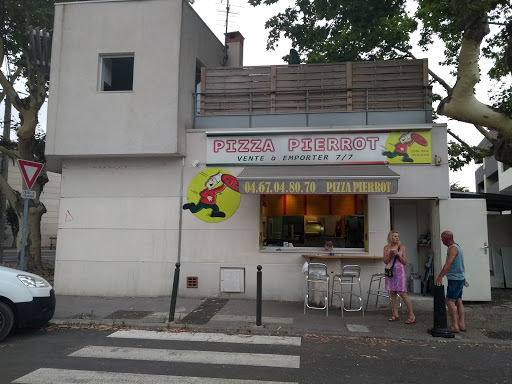 PIZZA PIERROT
VENTE à EMPORTER 7/7
04.67.04.80.70 PIZZA PIERROT